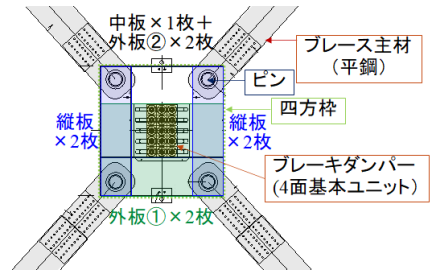 中板×1枚＋
外板②×2枚
ブレース主材
（平鋼）
ピン
四方枠
縦板
×2枚
縦板
×2枚
ブレーキダンパー
(4面基本ユニット）
外板①×2枚